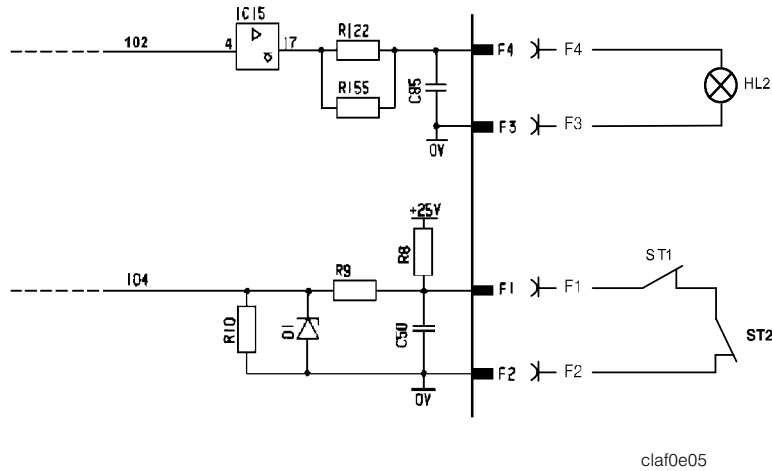 IC15
102
4
17
R122
R155
C85
0V
F4
F4
F3
F3
HL2
+25V
R8
104
R9
R10
D1
C50
0V
F1
F1
F2
F2
ST1
ST2
claf0e05